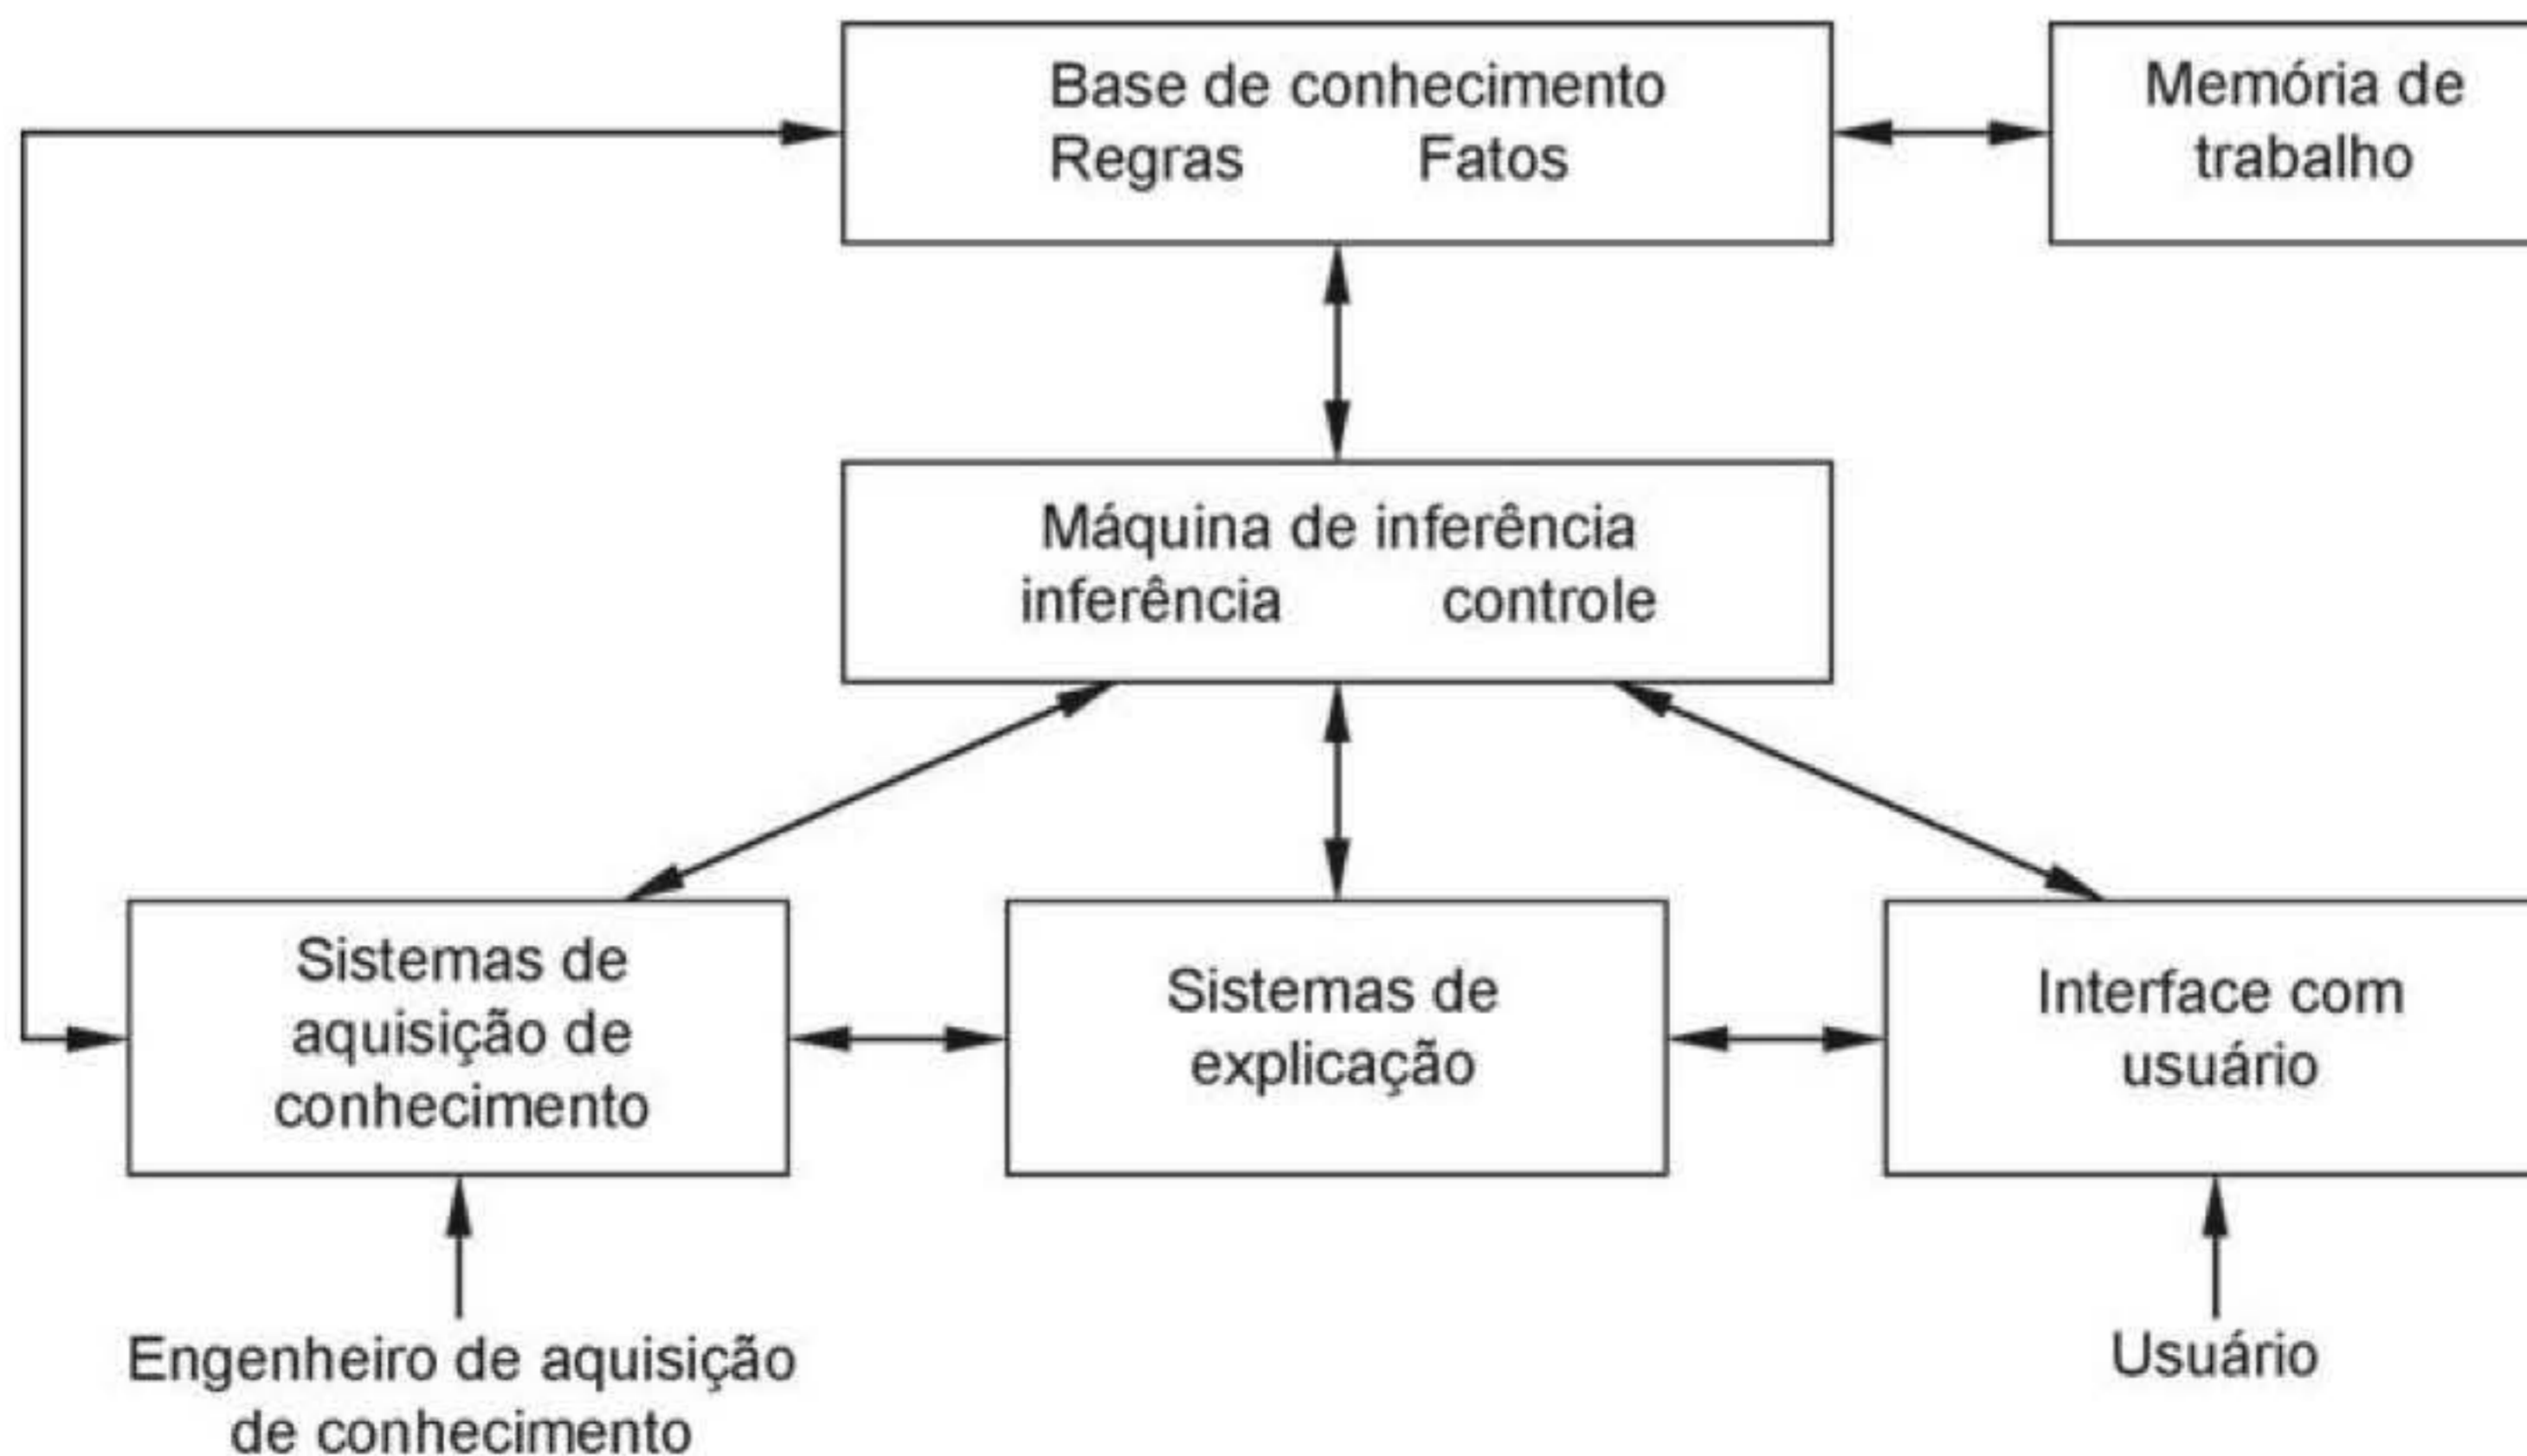 Base de conhecimento
Regras Fatos
Memória de
trabalho
Máquina de inferência
inferência controle
Sistemas de
aquisição de
conhecimento
Sistemas de
explicação
Interface com
usuário
Engenheiro de aquisição
de conhecimento
Usuário